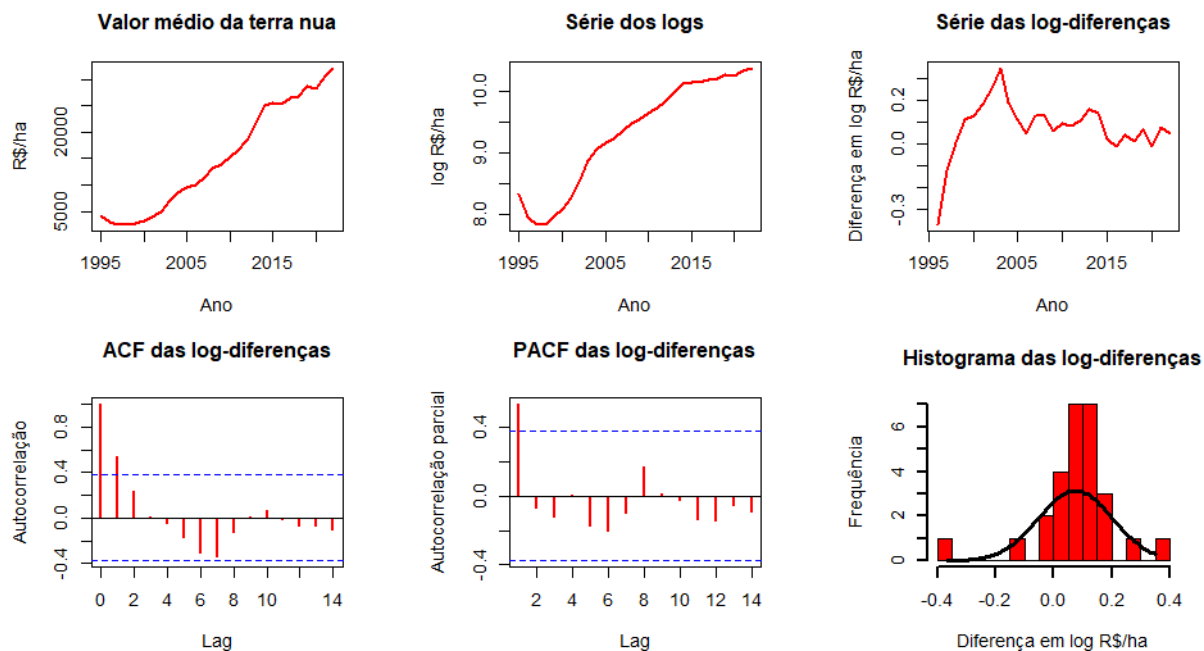 Valor médio da terra nua
R$/ha
5000
20000
1995
2005
2015
Ano
Série dos logs
log R$/ha
8.0
9.0
10.0
1995
2005
2015
Ano
Série das log-diferenças
Diferença em log R$/ha
-0.3
0.0
0.2
1995
2005
2015
Ano
ACF das log-diferenças
Autocorrelação
-0.4
0.0
0.4
0.8
0 2 4 6 8 10 14
Lag
PACF das log-diferenças
Autocorrelação parcial
-0.4
0.0
0.4
2 4 6 8 10 12 14
Lag
Histograma das log-diferenças
Frequência
0
2
4
6
-0.4 -0.2 0.0 0.2 0.4
Diferença em log R$/ha